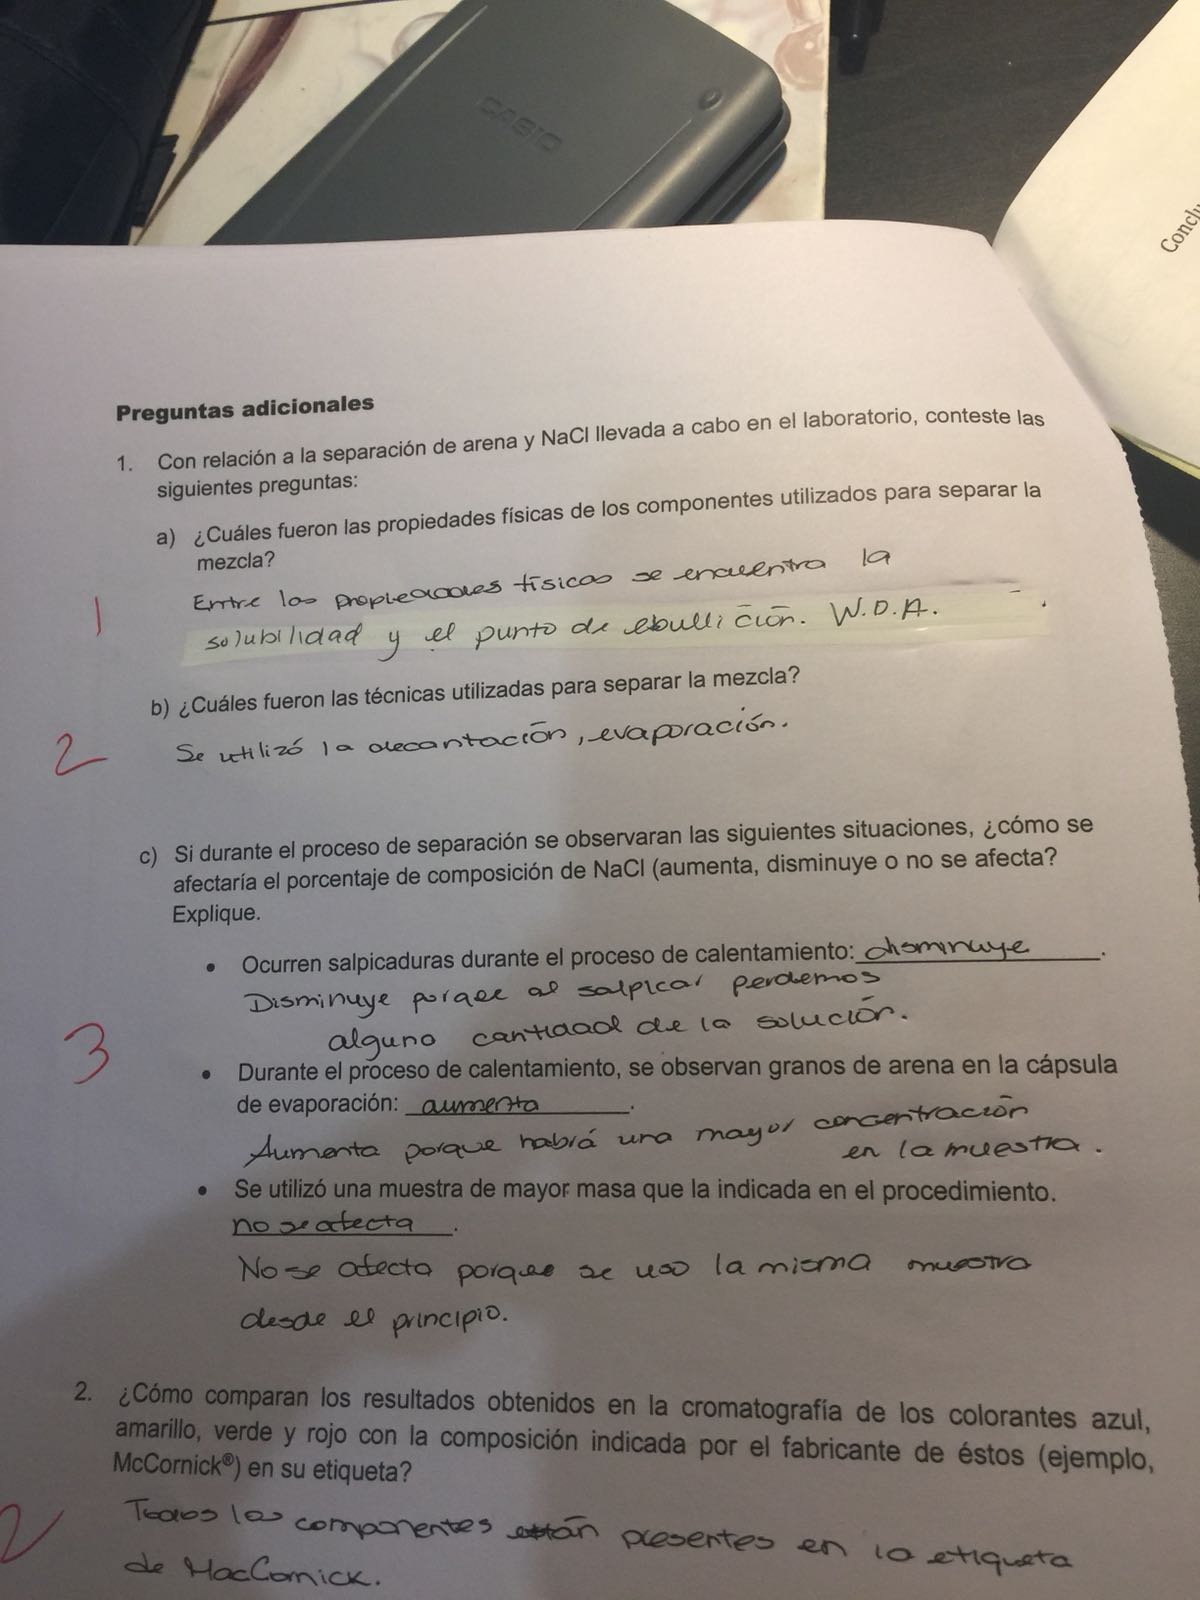 CASIO
Conclu
Preguntas adicionales
1. Con relación a la separación de arena y NaCl llevada a cabo en el laboratorio, conteste las
siguientes preguntas:
a) ¿Cuáles fueron las propiedades físicas de los componentes utilizados para separar la
mezcla?
Entre las propiedades físicas se encuentra la
1
solubilidad y el punto de ebullición. W.D.A.
b) ¿Cuáles fueron las técnicas utilizadas para separar la mezcla?
2
Se utilizó la decantación, evaporación.
c) Si durante el proceso de separación se observaran las siguientes situaciones, ¿cómo se
afectaría el porcentaje de composición de NaCl (aumenta, disminuye o no se afecta?
Explique.
• Ocurren salpicaduras durante el proceso de calentamiento: disminuye.
Disminuye porque al salpicar perdemos
alguno cantidad de la solución.
3
• Durante el proceso de calentamiento, se observan granos de arena en la cápsula
de evaporación: aumenta.
Aumenta porque habrá una mayor concentración
en la muestra.
• Se utilizó una muestra de mayor masa que la indicada en el procedimiento.
no se afecta.
No se afecta porque se uso la misma muestra
desde el principio.
2. ¿Cómo comparan los resultados obtenidos en la cromatografía de los colorantes azul,
amarillo, verde y rojo con la composición indicada por el fabricante de éstos (ejemplo,
McCornick®) en su etiqueta?
2
Todos los componentes están presentes en la etiqueta
de MacCornick.